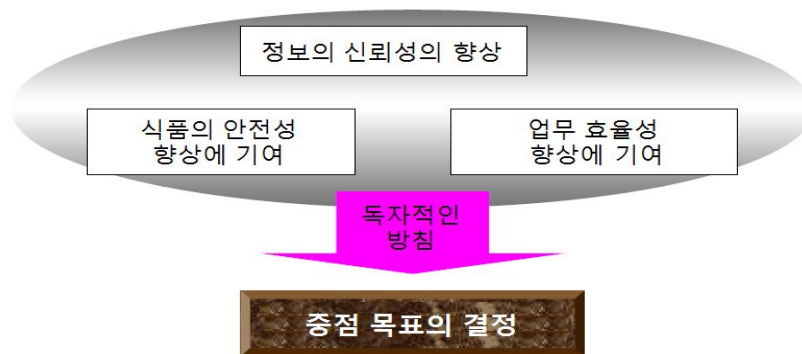 정보의 신뢰성의 향상
식품의 안전성
향상에 기여
업무 효율성
향상에 기여
독자적인
방침
중점 목표의 결정